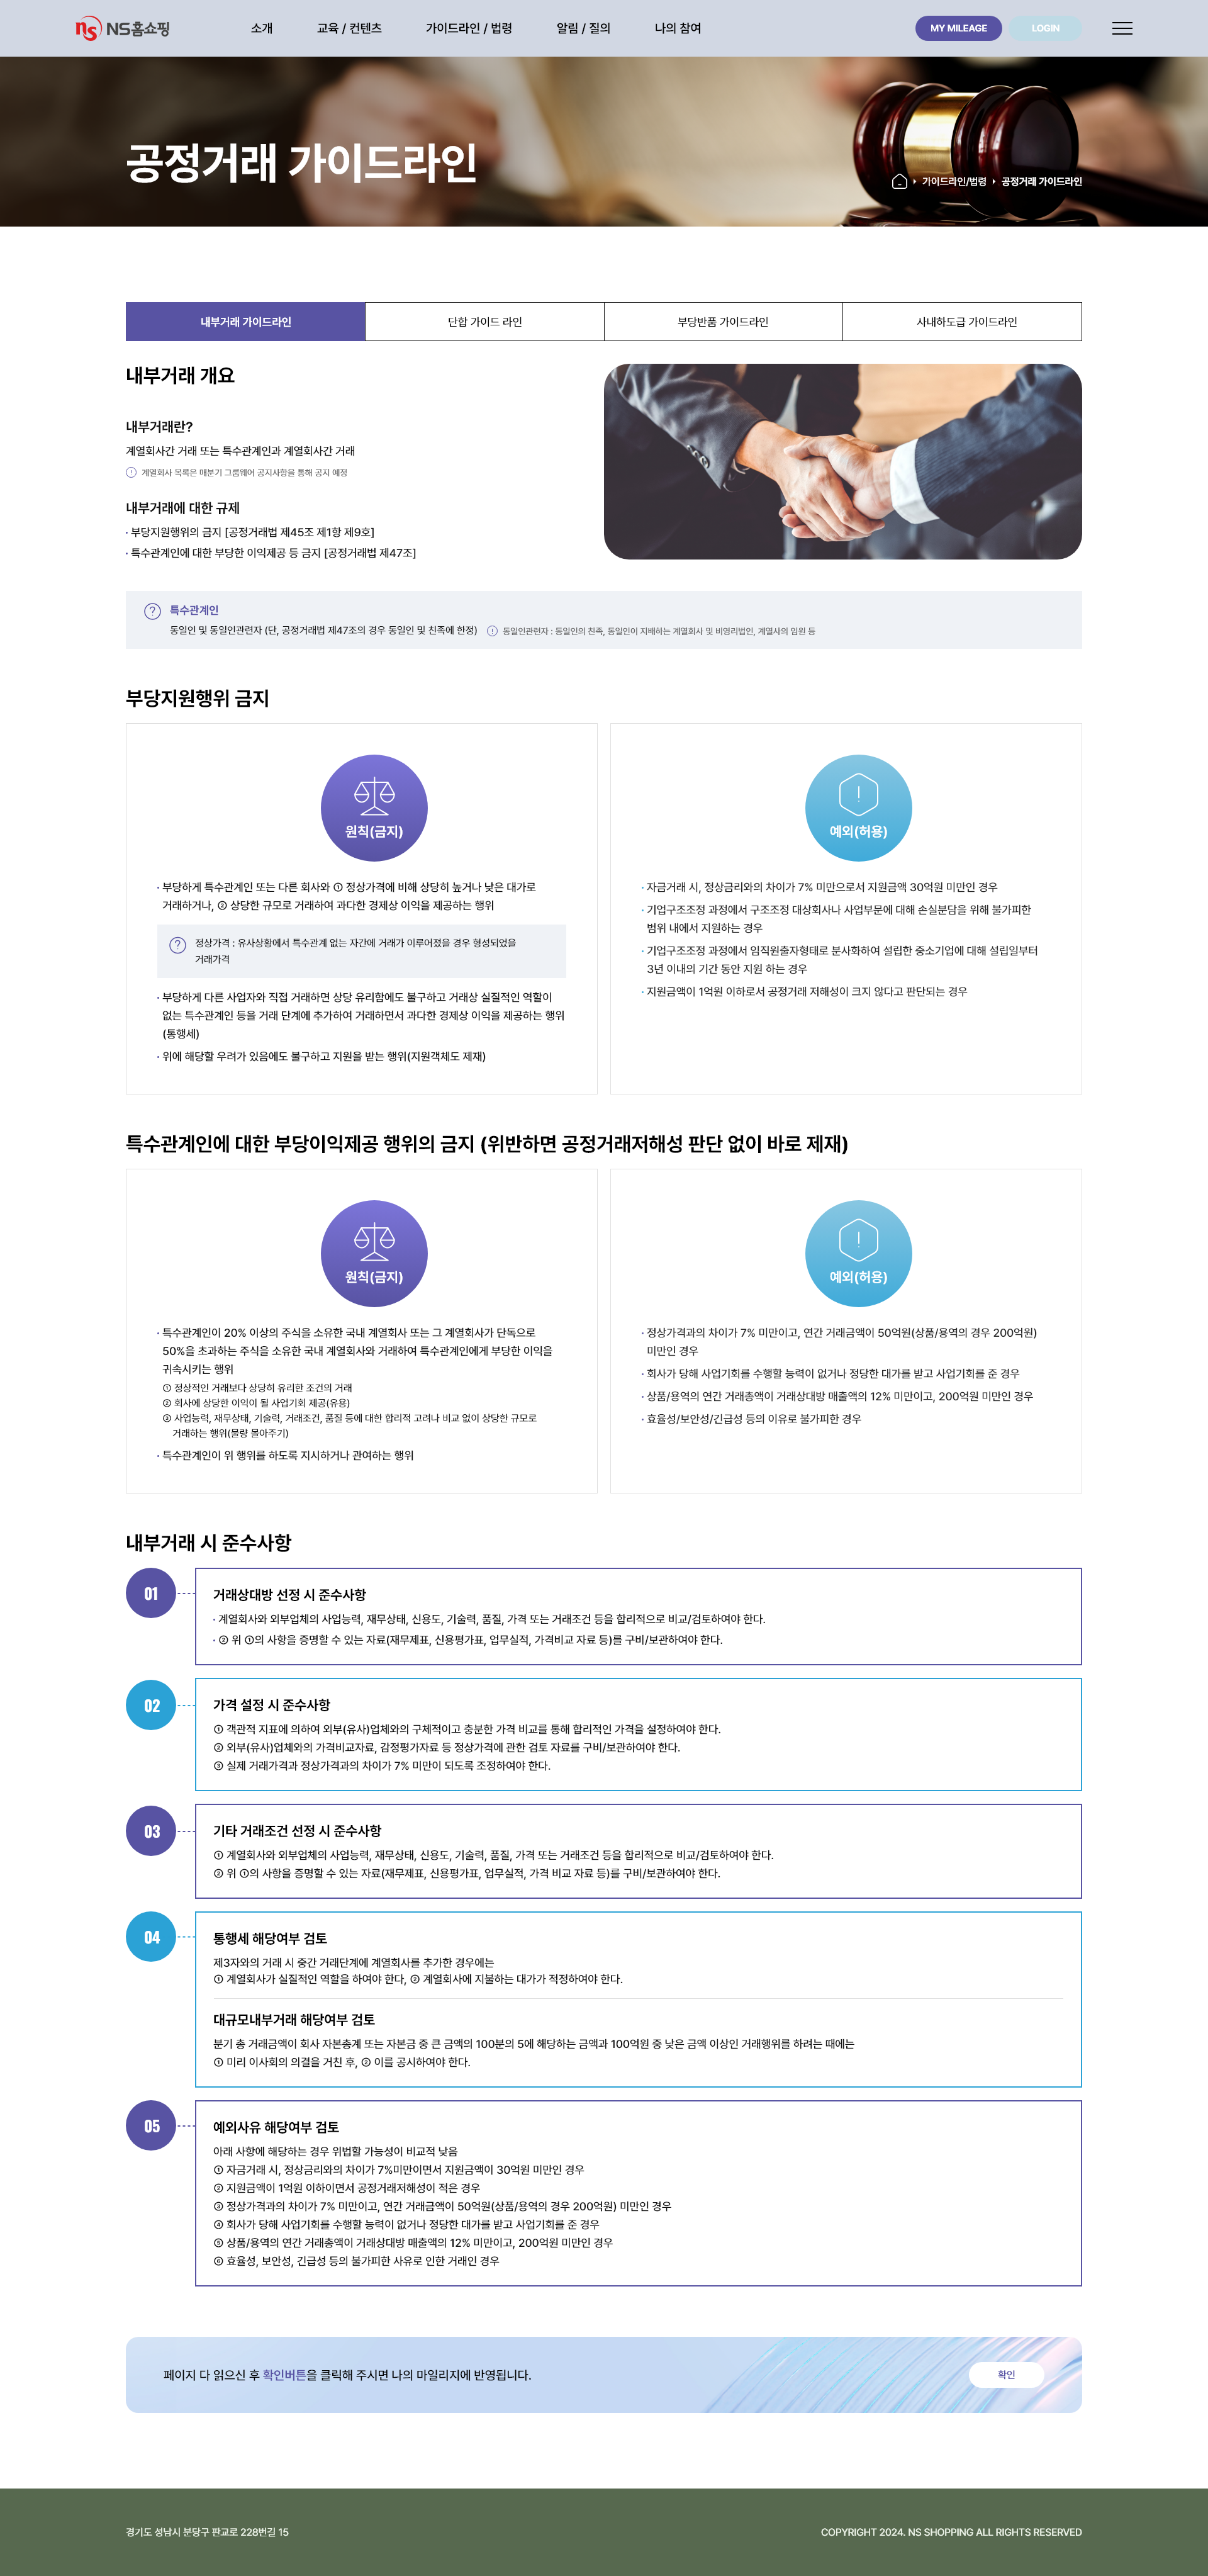 ns NS홈쇼핑
소개 교육 / 컨텐츠 가이드라인 / 법령 알림 / 질의 나의 참여 MY MILEAGE LOGIN
공정거래 가이드라인
가이드라인/법령 공정거래 가이드라인
내부거래 가이드라인 단합 가이드 라인 부당반품 가이드라인 사내하도급 가이드라인
내부거래 개요
내부거래란?
계열회사간 거래 또는 특수관계인과 계열회사간 거래
계열회사 목록은 매분기 그룹웨어 공지사항을 통해 공지 예정
내부거래에 대한 규제
· 부당지원행위의 금지 [공정거래법 제45조 제1항 제9호]
· 특수관계인에 대한 부당한 이익제공 등 금지 [공정거래법 제47조]
특수관계인
동일인 및 동일인관련자 (단, 공정거래법 제47조의 경우 동일인 및 친족에 한정) 동일인관련자 : 동일인의 친족, 동일인이 지배하는 계열회사 및 비영리법인, 계열사의 임원 등
부당지원행위 금지
원칙(금지)
· 부당하게 특수관계인 또는 다른 회사와 ① 정상가격에 비해 상당히 높거나 낮은 대가로
거래하거나, ② 상당한 규모로 거래하여 과다한 경제상 이익을 제공하는 행위
정상가격 : 유사상황에서 특수관계 없는 자간에 거래가 이루어졌을 경우 형성되었을
거래가격
· 부당하게 다른 사업자와 직접 거래하면 상당 유리함에도 불구하고 거래상 실질적인 역할이
없는 특수관계인 등을 거래 단계에 추가하여 거래하면서 과다한 경제상 이익을 제공하는 행위
(통행세)
· 위에 해당할 우려가 있음에도 불구하고 지원을 받는 행위(지원객체도 제재)
예외(허용)
· 자금거래 시, 정상금리와의 차이가 7% 미만으로서 지원금액 30억원 미만인 경우
· 기업구조조정 과정에서 구조조정 대상회사나 사업부문에 대해 손실분담을 위해 불가피한
범위 내에서 지원하는 경우
· 기업구조조정 과정에서 임직원출자형태로 분사화하여 설립한 중소기업에 대해 설립일부터
3년 이내의 기간 동안 지원 하는 경우
· 지원금액이 1억원 이하로서 공정거래 저해성이 크지 않다고 판단되는 경우
특수관계인에 대한 부당이익제공 행위의 금지 (위반하면 공정거래저해성 판단 없이 바로 제재)
원칙(금지)
· 특수관계인이 20% 이상의 주식을 소유한 국내 계열회사 또는 그 계열회사가 단독으로
50%을 초과하는 주식을 소유한 국내 계열회사와 거래하여 특수관계인에게 부당한 이익을
귀속시키는 행위
① 정상적인 거래보다 상당히 유리한 조건의 거래
② 회사에 상당한 이익이 될 사업기회 제공(유용)
③ 사업능력, 재무상태, 기술력, 거래조건, 품질 등에 대한 합리적 고려나 비교 없이 상당한 규모로
거래하는 행위(물량 몰아주기)
· 특수관계인이 위 행위를 하도록 지시하거나 관여하는 행위
예외(허용)
· 정상가격과의 차이가 7% 미만이고, 연간 거래금액이 50억원(상품/용역의 경우 200억원)
미만인 경우
· 회사가 당해 사업기회를 수행할 능력이 없거나 정당한 대가를 받고 사업기회를 준 경우
· 상품/용역의 연간 거래총액이 거래상대방 매출액의 12% 미만이고, 200억원 미만인 경우
· 효율성/보안성/긴급성 등의 이유로 불가피한 경우
내부거래 시 준수사항
01
거래상대방 선정 시 준수사항
· 계열회사와 외부업체의 사업능력, 재무상태, 신용도, 기술력, 품질, 가격 또는 거래조건 등을 합리적으로 비교/검토하여야 한다.
· ② 위 ①의 사항을 증명할 수 있는 자료(재무제표, 신용평가표, 업무실적, 가격비교 자료 등)를 구비/보관하여야 한다.
02
가격 설정 시 준수사항
① 객관적 지표에 의하여 외부(유사)업체와의 구체적이고 충분한 가격 비교를 통해 합리적인 가격을 설정하여야 한다.
② 외부(유사)업체와의 가격비교자료, 감정평가자료 등 정상가격에 관한 검토 자료를 구비/보관하여야 한다.
③ 실제 거래가격과 정상가격과의 차이가 7% 미만이 되도록 조정하여야 한다.
03
기타 거래조건 선정 시 준수사항
① 계열회사와 외부업체의 사업능력, 재무상태, 신용도, 기술력, 품질, 가격 또는 거래조건 등을 합리적으로 비교/검토하여야 한다.
② 위 ①의 사항을 증명할 수 있는 자료(재무제표, 신용평가표, 업무실적, 가격 비교 자료 등)를 구비/보관하여야 한다.
04
통행세 해당여부 검토
제3자와의 거래 시 중간 거래단계에 계열회사를 추가한 경우에는
① 계열회사가 실질적인 역할을 하여야 한다, ② 계열회사에 지불하는 대가가 적정하여야 한다.
대규모내부거래 해당여부 검토
분기 총 거래금액이 회사 자본총계 또는 자본금 중 큰 금액의 100분의 5에 해당하는 금액과 100억원 중 낮은 금액 이상인 거래행위를 하려는 때에는
① 미리 이사회의 의결을 거친 후, ② 이를 공시하여야 한다.
05
예외사유 해당여부 검토
아래 사항에 해당하는 경우 위법할 가능성이 비교적 낮음
① 자금거래 시, 정상금리와의 차이가 7%미만이면서 지원금액이 30억원 미만인 경우
② 지원금액이 1억원 이하이면서 공정거래저해성이 적은 경우
③ 정상가격과의 차이가 7% 미만이고, 연간 거래금액이 50억원(상품/용역의 경우 200억원) 미만인 경우
④ 회사가 당해 사업기회를 수행할 능력이 없거나 정당한 대가를 받고 사업기회를 준 경우
⑤ 상품/용역의 연간 거래총액이 거래상대방 매출액의 12% 미만이고, 200억원 미만인 경우
⑥ 효율성, 보안성, 긴급성 등의 불가피한 사유로 인한 거래인 경우
페이지 다 읽으신 후 확인버튼을 클릭해 주시면 나의 마일리지에 반영됩니다. 확인
경기도 성남시 분당구 판교로 228번길 15 COPYRIGHT 2024. NS SHOPPING ALL RIGHTS RESERVED